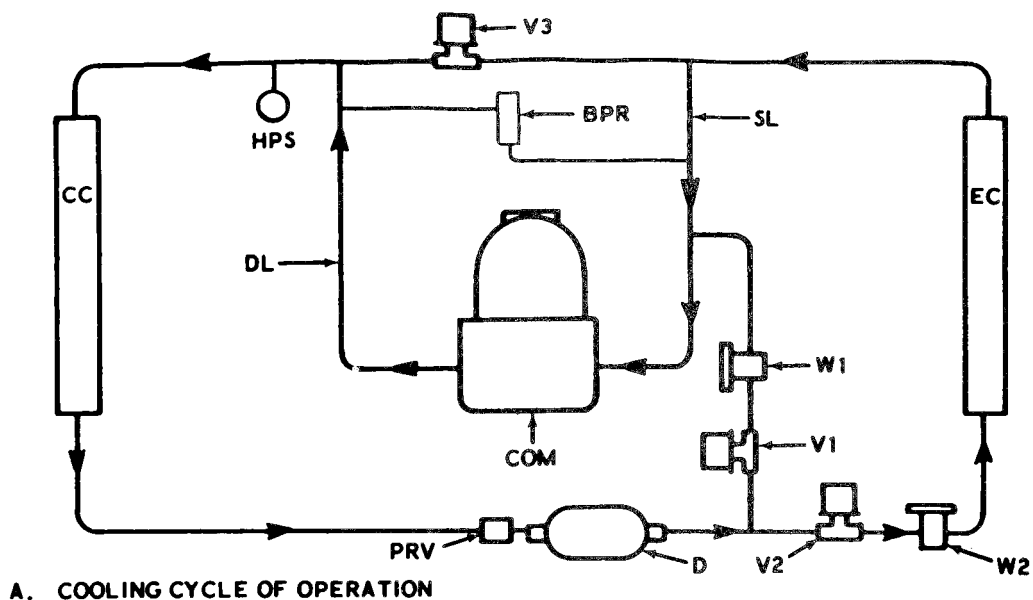 V3
BPR
SL
HPS
CC
EC
DL
W1
V1
COM
PRV
D
V2
W2
A. COOLING CYCLE OF OPERATION